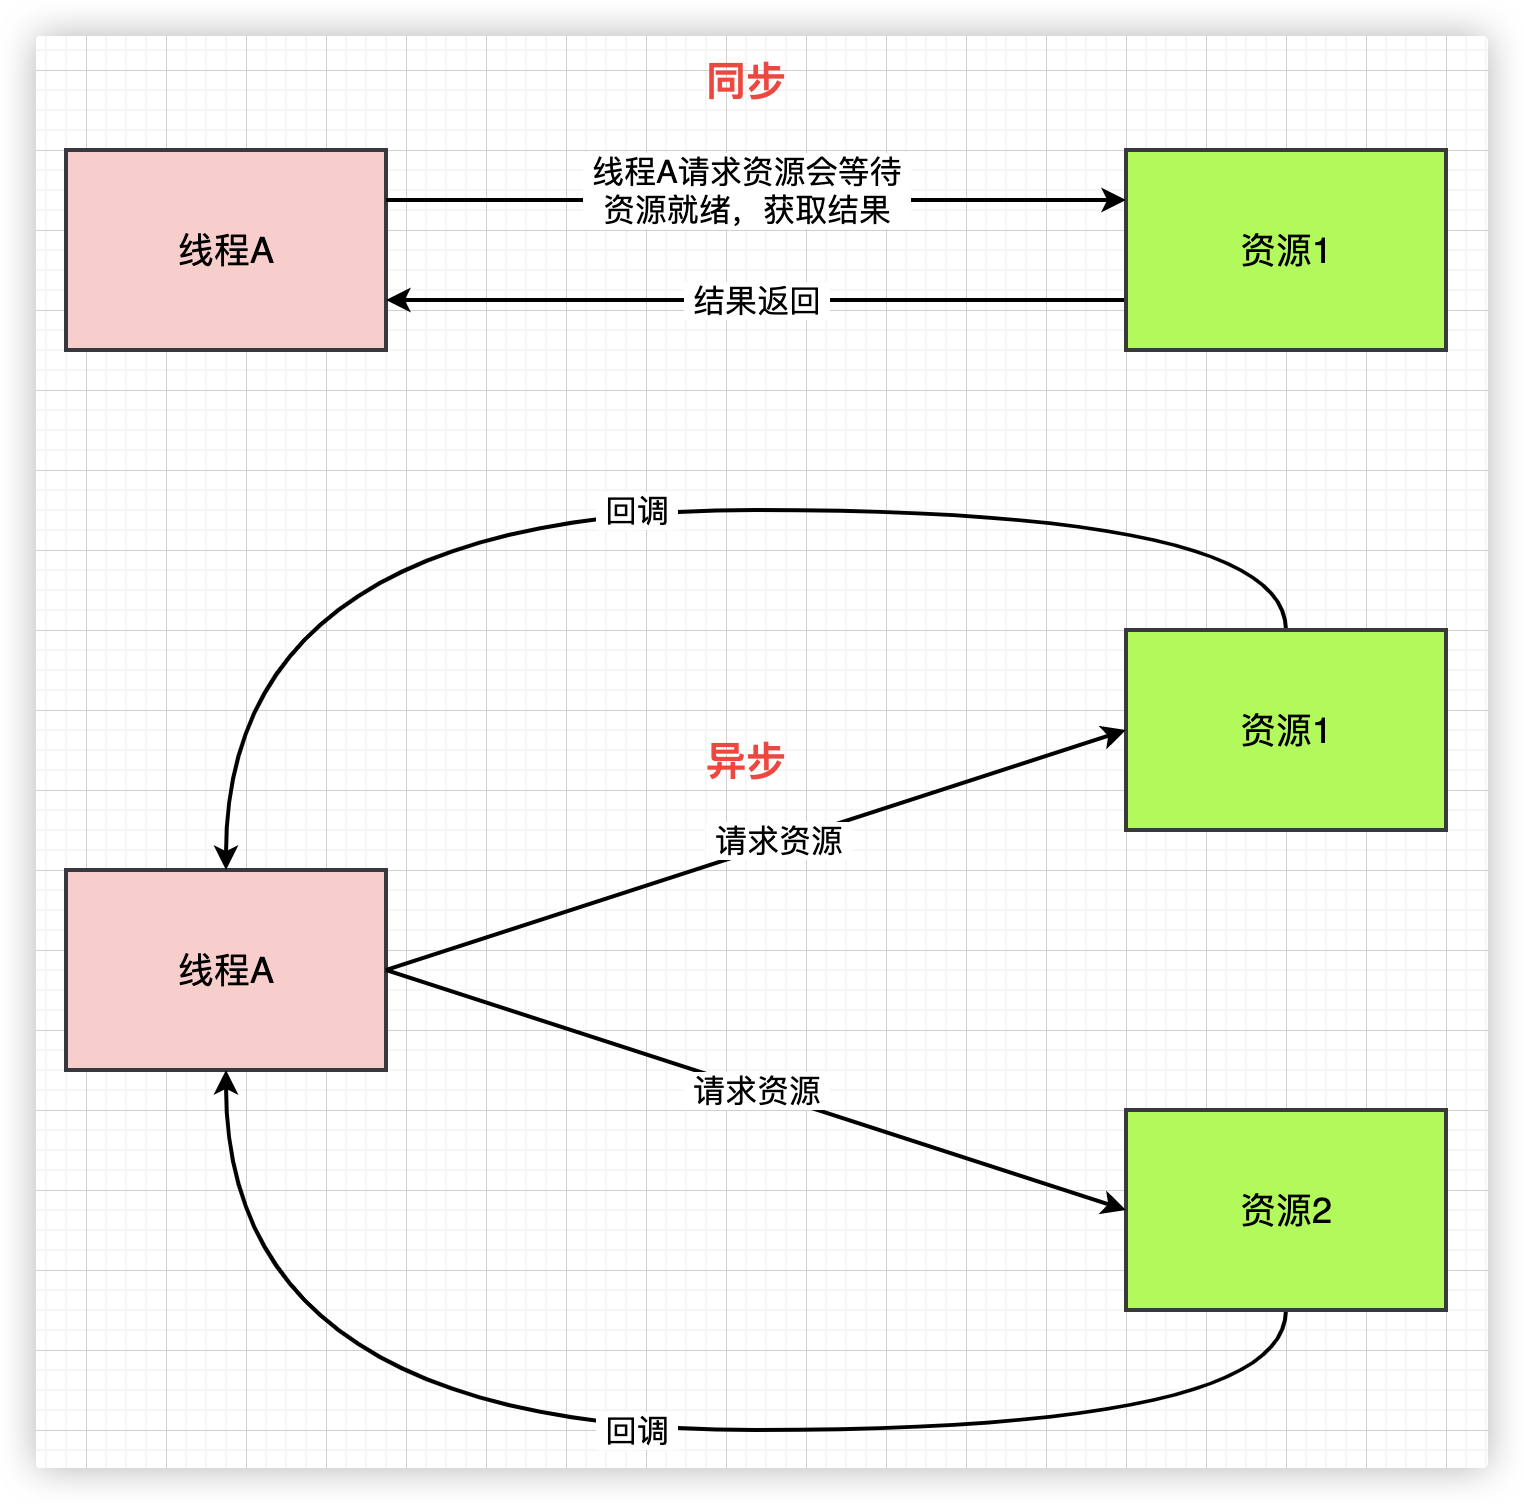 同步
线程A请求资源会等待
资源就绪，获取结果
线程A
资源1
结果返回
回调
资源1
异步
请求资源
线程A
请求资源
资源2
回调